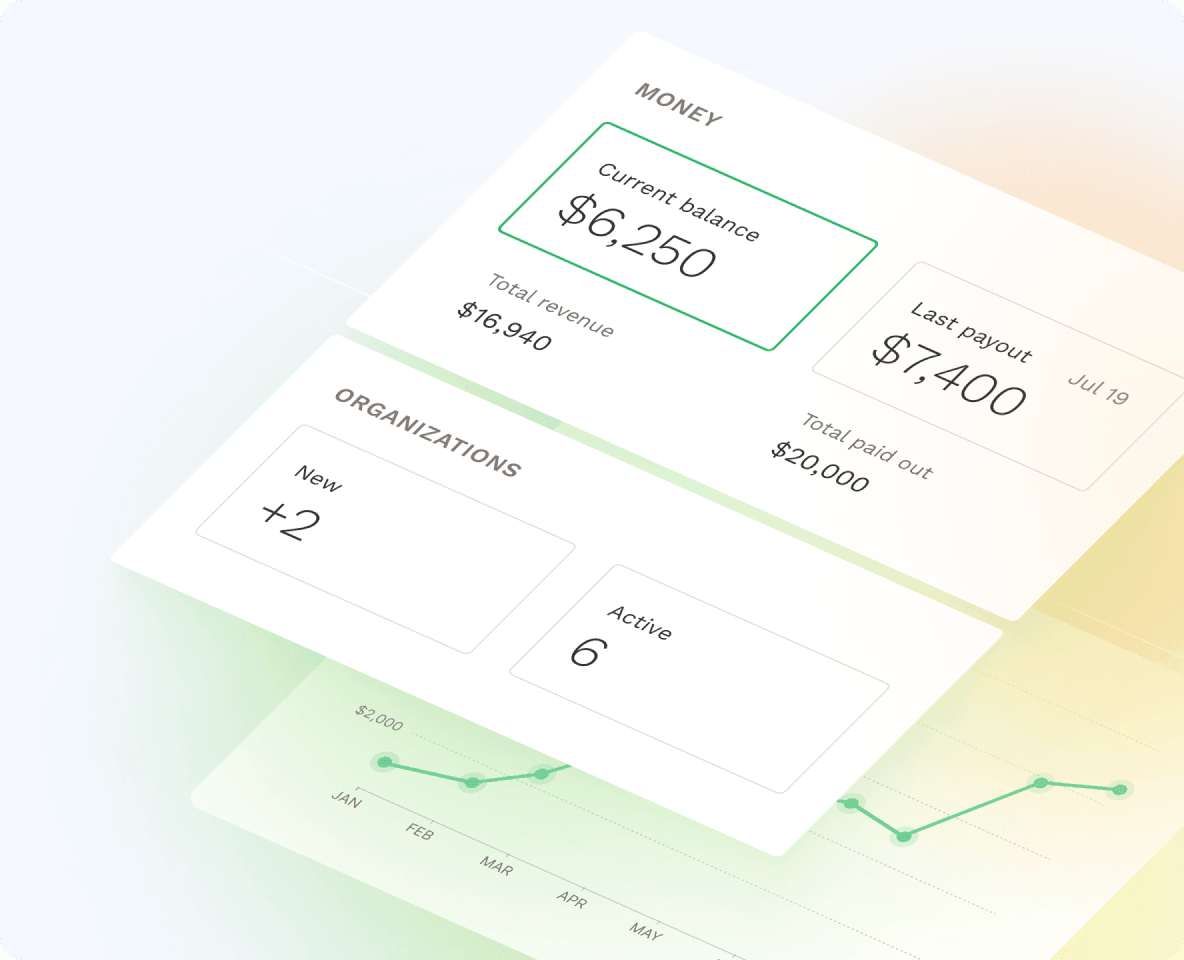 MONEY
Current balance
$6,250
Total revenue
$16,940
Last payout
$7,400
Jul 19
Total paid out
$20,000
ORGANIZATIONS
New
+2
Active
6
$2,000
JAN
FEB
MAR
APR
MAY